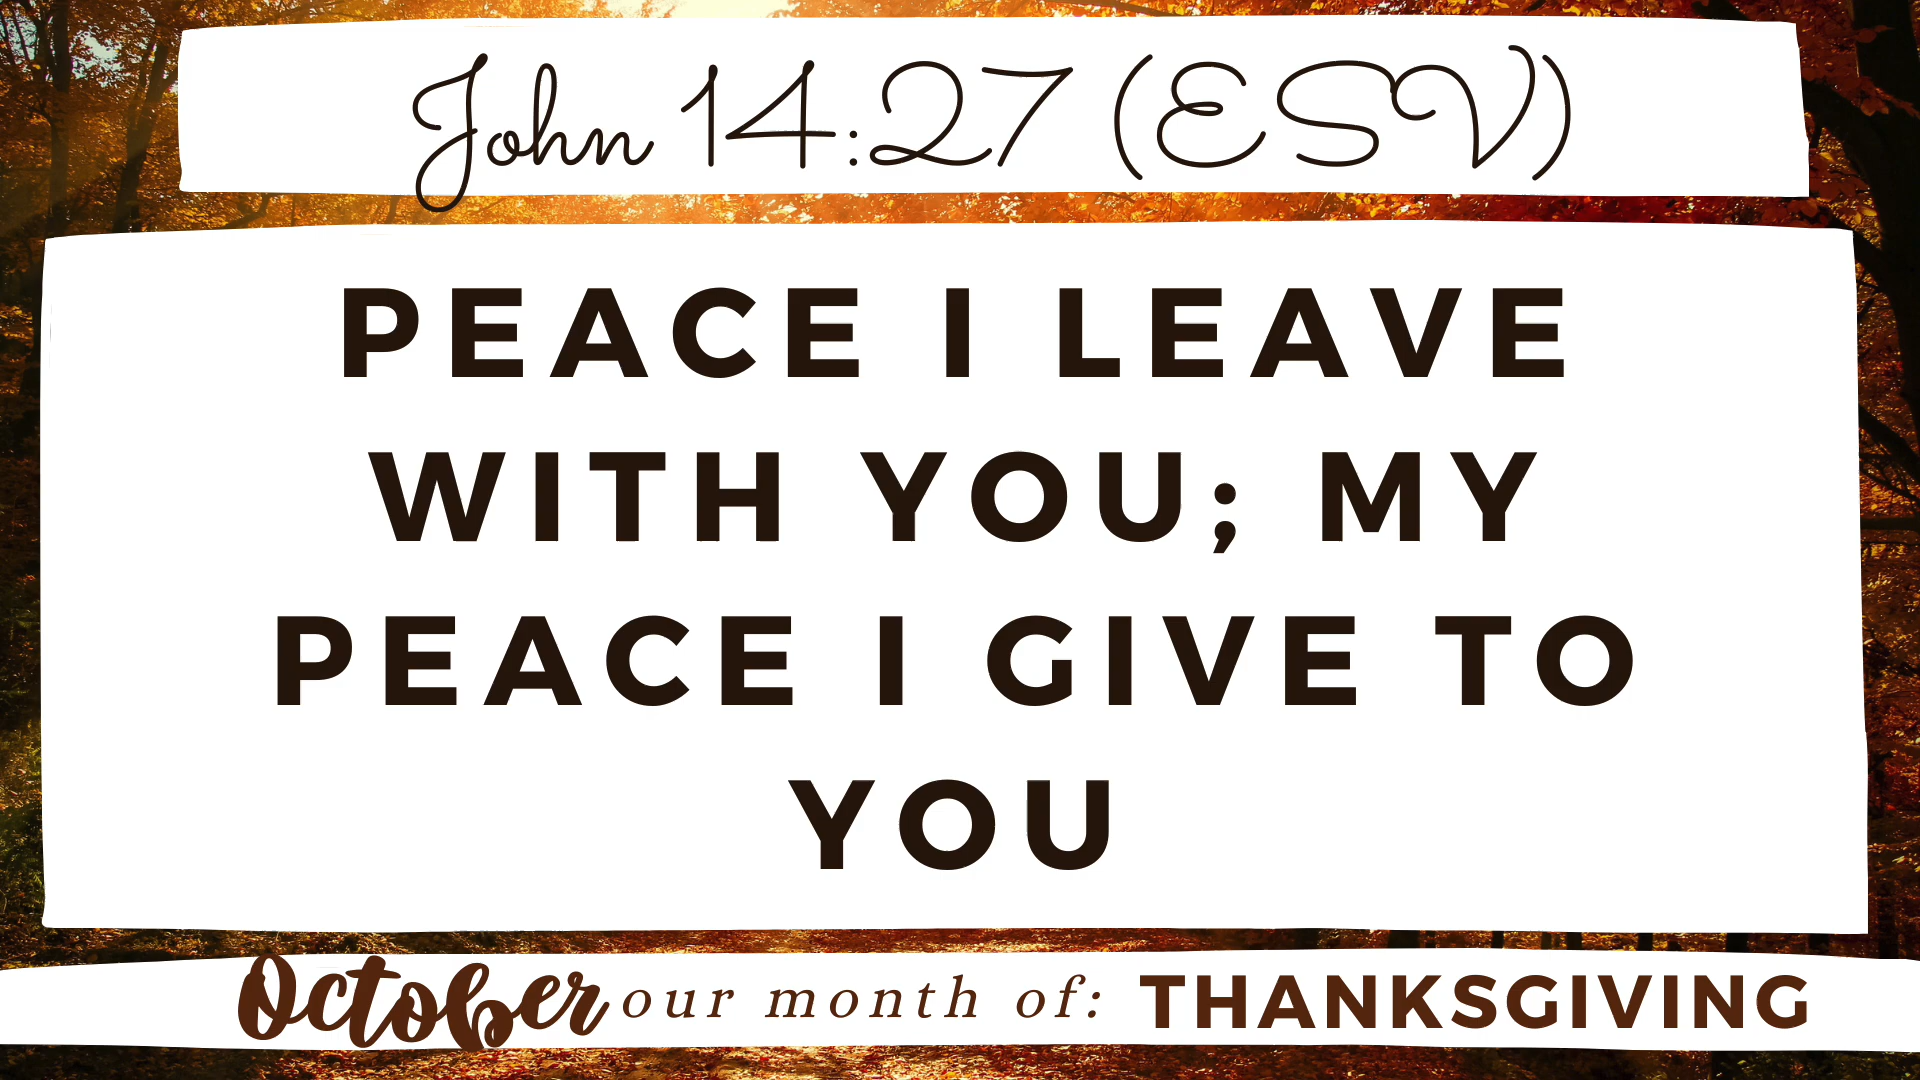 John 14:27 (ESV)
PEACE I LEAVE
WITH YOU; MY
PEACE I GIVE TO
YOU
October our month of: THANKSGIVING